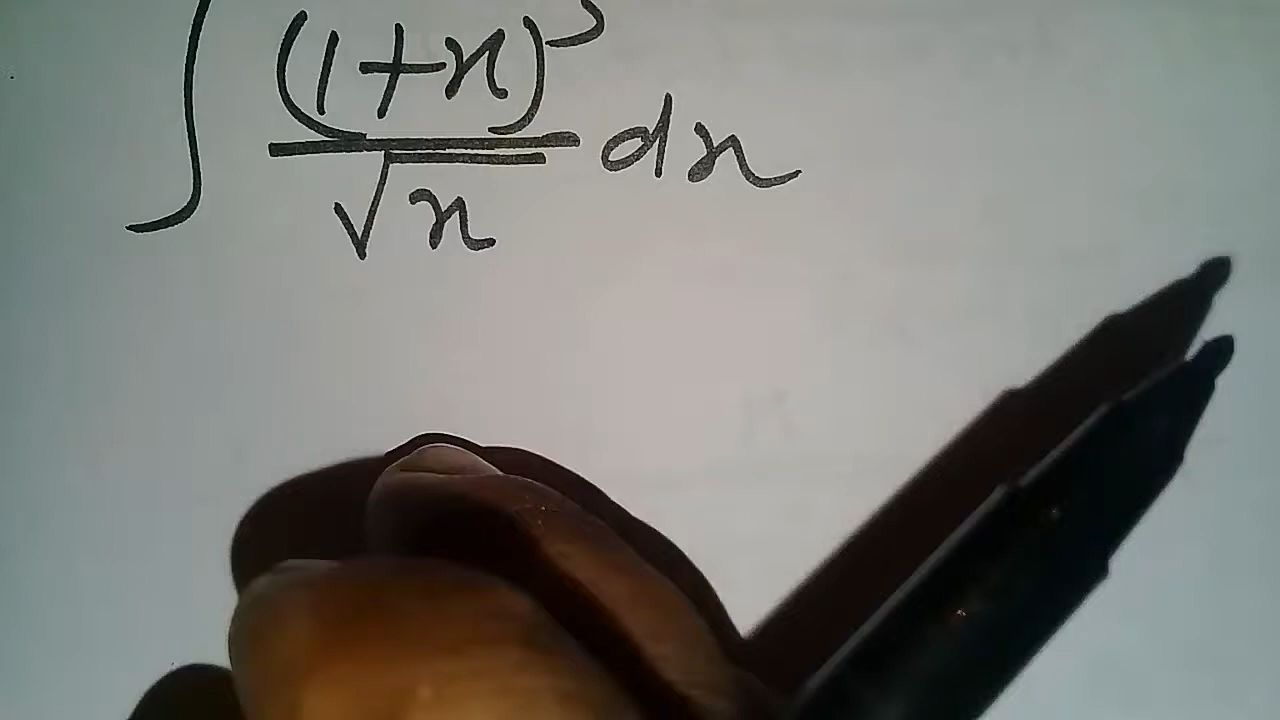 ∫ (1+x)³/√x dx